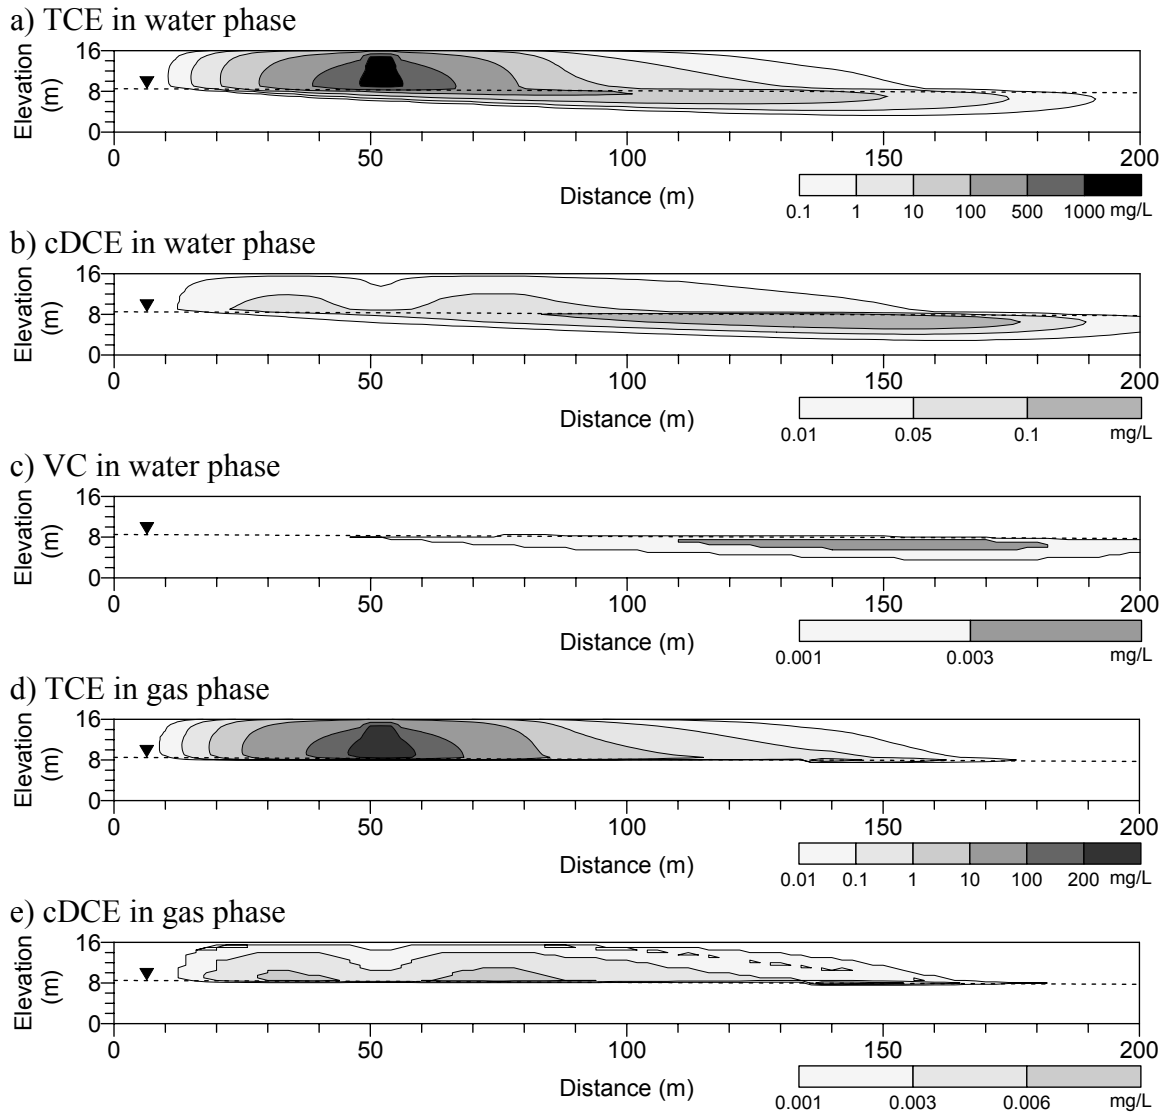 a) TCE in water phase
Elevation
(m)
16
8
0
0 50 100 150 200
Distance (m)
0.1 1 10 100 500 1000 mg/L
b) cDCE in water phase
Elevation
(m)
16
8
0
0 50 100 150 200
Distance (m)
0.01 0.05 0.1 mg/L
c) VC in water phase
Elevation
(m)
16
8
0
0 50 100 150 200
Distance (m)
0.001 0.003 mg/L
d) TCE in gas phase
Elevation
(m)
16
8
0
0 50 100 150 200
Distance (m)
0.01 0.1 1 10 100 200 mg/L
e) cDCE in gas phase
Elevation
(m)
16
8
0
0 50 100 150 200
Distance (m)
0.001 0.003 0.006 mg/L